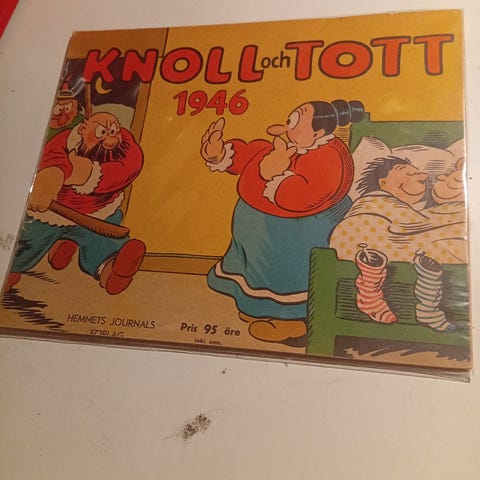 KNOLL och TOTT
1946
HEMMETS JOURNALS
FÖRLAG
Pris 95 öre
inkl. oms.